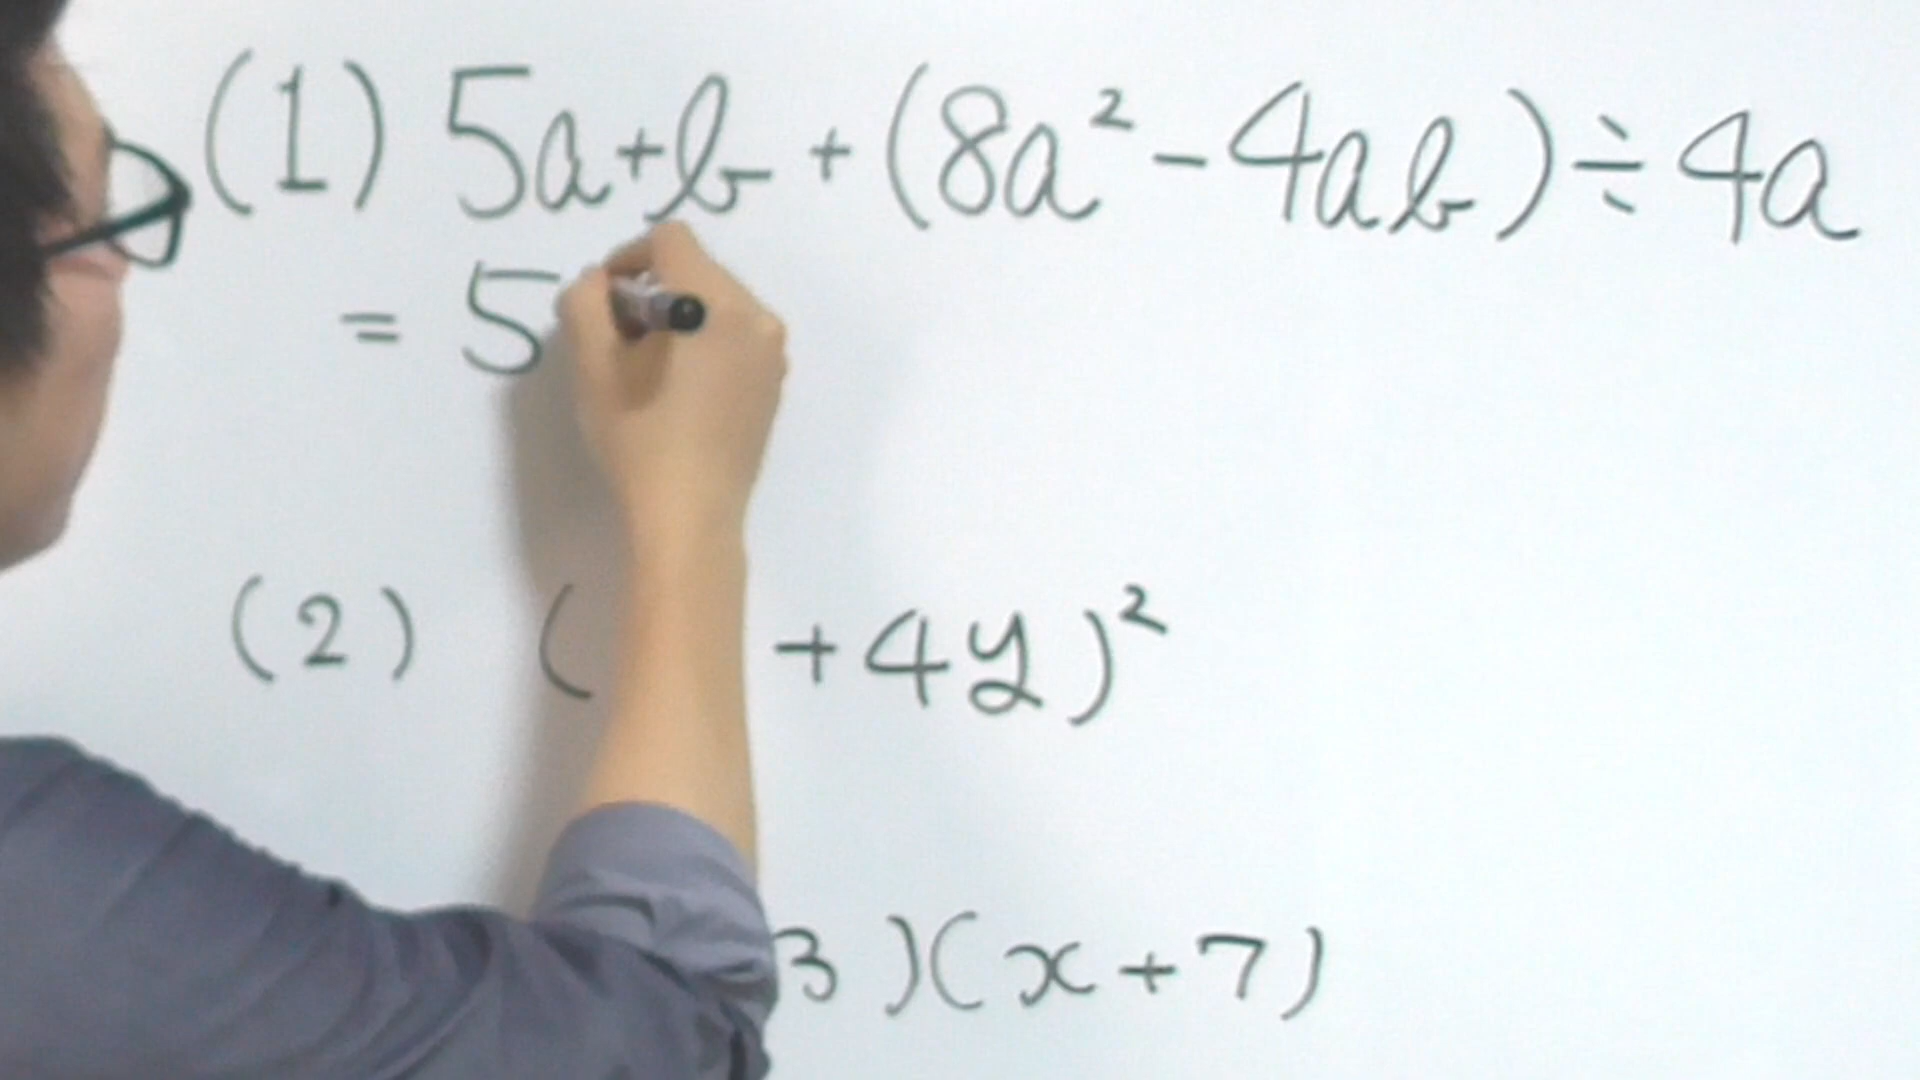 (1) 5a+b+(8a²-4ab)÷4a
= 5
(2) ( +4y)²
3)(x+7)